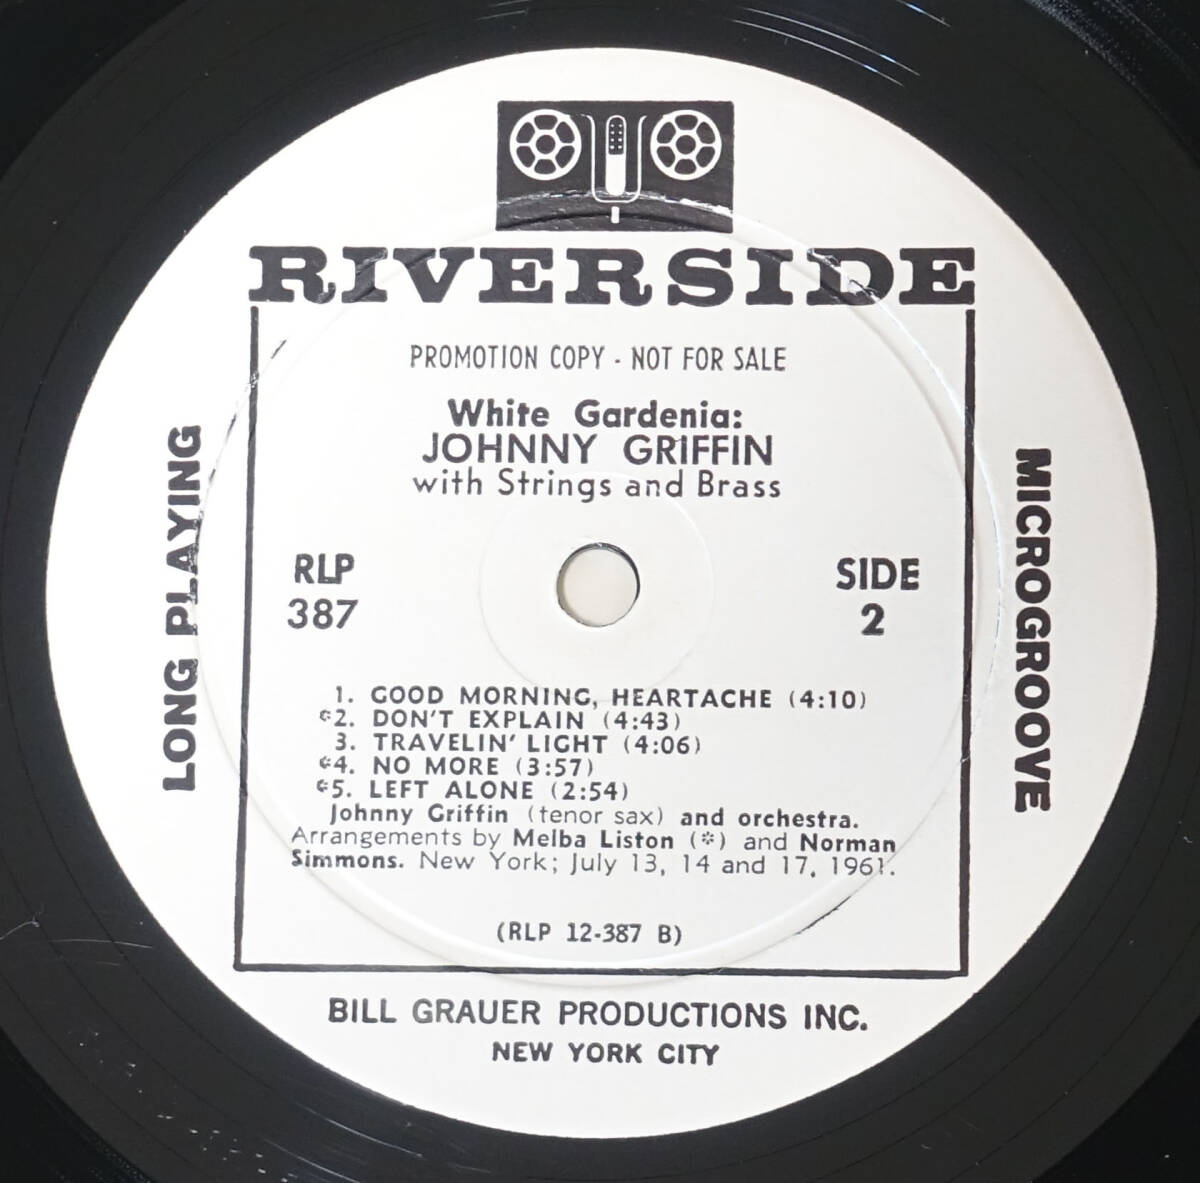 RIVERSIDE
PROMOTION COPY - NOT FOR SALE
White Gardenia:
JOHNNY GRIFFIN
with Strings and Brass
LONG PLAYING
MICROGROOVE
RLP
387
SIDE
2
1. GOOD MORNING, HEARTACHE (4:10)
*2. DON'T EXPLAIN (4:43)
3. TRAVELIN' LIGHT (4:06)
*4. NO MORE (3:57)
*5. LEFT ALONE (2:54)
Johnny Griffin (tenor sax) and orchestra.
Arrangements by Melba Liston (*) and Norman
Simmons. New York; July 13, 14 and 17, 1961.
(RLP 12-387 B)
BILL GRAUER PRODUCTIONS INC.
NEW YORK CITY